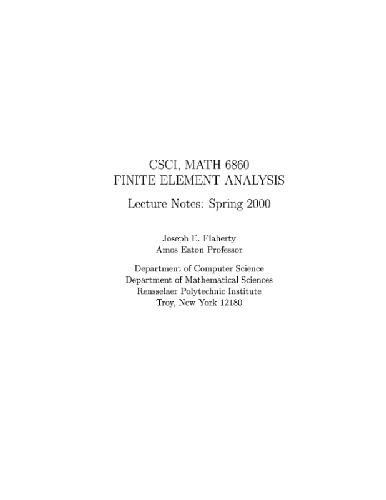 CSCI, MATH 6860
FINITE ELEMENT ANALYSIS
Lecture Notes: Spring 2000
Joseph E. Flaherty
Amos Eaton Professor
Department of Computer Science
Department of Mathematical Sciences
Rensselaer Polytechnic Institute
Troy, New York 12180